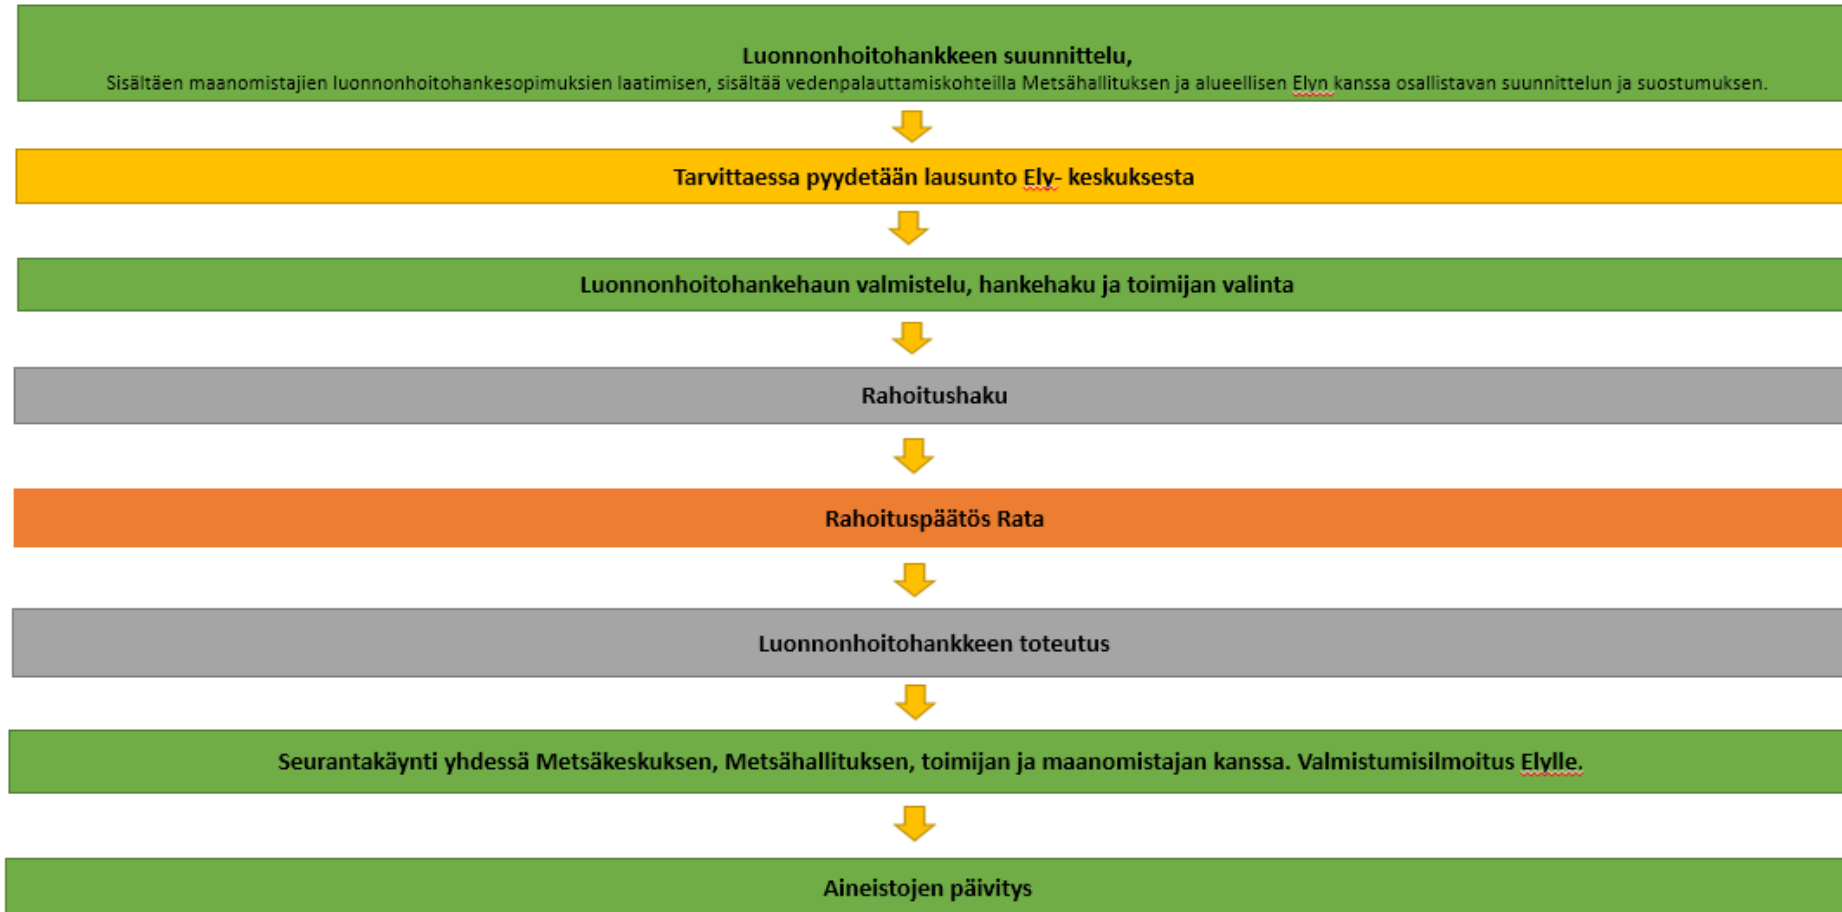 Luonnonhoitohankkeen suunnittelu,
Sisältäen maanomistajien luonnonhoitohankesopimuksien laatimisen, sisältää vedenpalauttamiskohteilla Metsähallituksen ja alueellisen Elyn kanssa osallistavan suunnittelun ja suostumuksen.
Tarvittaessa pyydetään lausunto Ely- keskuksesta
Luonnonhoitohankehaun valmistelu, hankehaku ja toimijan valinta
Rahoitushaku
Rahoituspäätös Rata
Luonnonhoitohankkeen toteutus
Seurantakäynti yhdessä Metsäkeskuksen, Metsähallituksen, toimijan ja maanomistajan kanssa. Valmistumisilmoitus Elylle.
Aineistojen päivitys